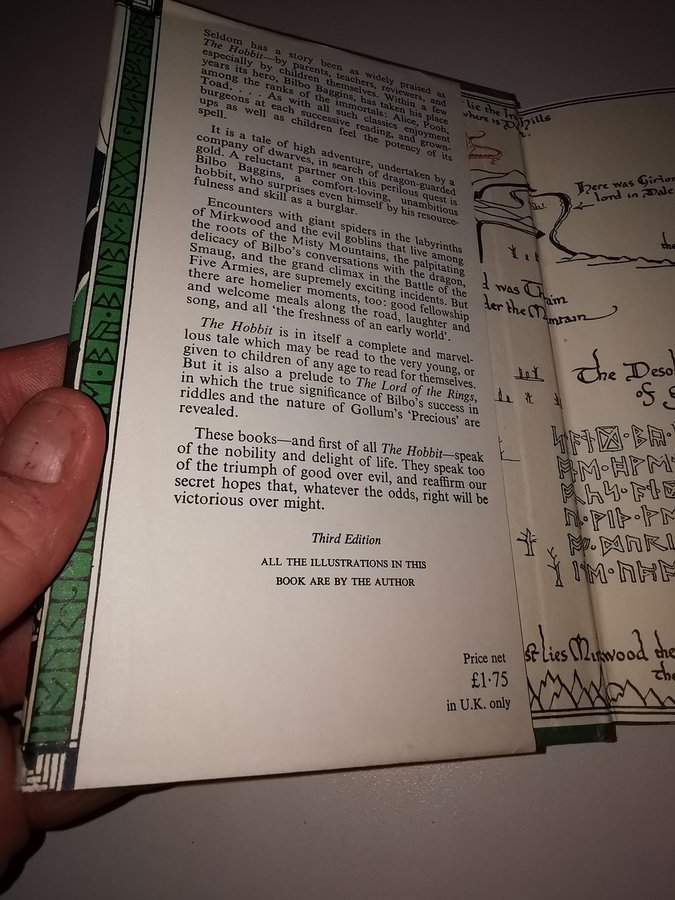 Seldom has a story been as widely praised as
The Hobbit—by parents, teachers, reviewers, and
especially by children themselves. Within a few
years its hero, Bilbo Baggins, has taken his place
among the ranks of the immortals: Alice, Pooh,
Toad. . . . As with all such classics enjoyment
burgeons at each successive reading, and grown-
ups as well as children feel the potency of its
spell.
It is a tale of high adventure, undertaken by a
company of dwarves, in search of dragon-guarded
gold. A reluctant partner on this perilous quest is
Bilbo Baggins, a comfort-loving, unambitious
hobbit, who surprises even himself by his resource-
fulness and skill as a burglar.
Encounters with giant spiders in the labyrinths
of Mirkwood and the evil goblins that live among
the roots of the Misty Mountains, the palpitating
delicacy of Bilbo's conversations with the dragon,
Smaug, and the grand climax in the Battle of the
Five Armies, are supremely exciting incidents. But
there are homelier moments, too: good fellowship
and welcome meals along the road, laughter and
song, and all 'the freshness of an early world'.
The Hobbit is in itself a complete and marvel-
lous tale which may be read to the very young, or
given to children of any age to read for themselves.
But it is also a prelude to The Lord of the Rings,
in which the true significance of Bilbo's success in
riddles and the nature of Gollum's 'Precious' are
revealed.
These books—and first of all The Hobbit—speak
of the nobility and delight of life. They speak too
of the triumph of good over evil, and reaffirm our
secret hopes that, whatever the odds, right will be
victorious over might.
Third Edition
ALL THE ILLUSTRATIONS IN THIS
BOOK ARE BY THE AUTHOR
Price net
£1·75
in U.K. only
lie the
Hills
where is
Here was Girion
lord in Dale
was Thain
the Mountain
The
of
lies Mirkwood the